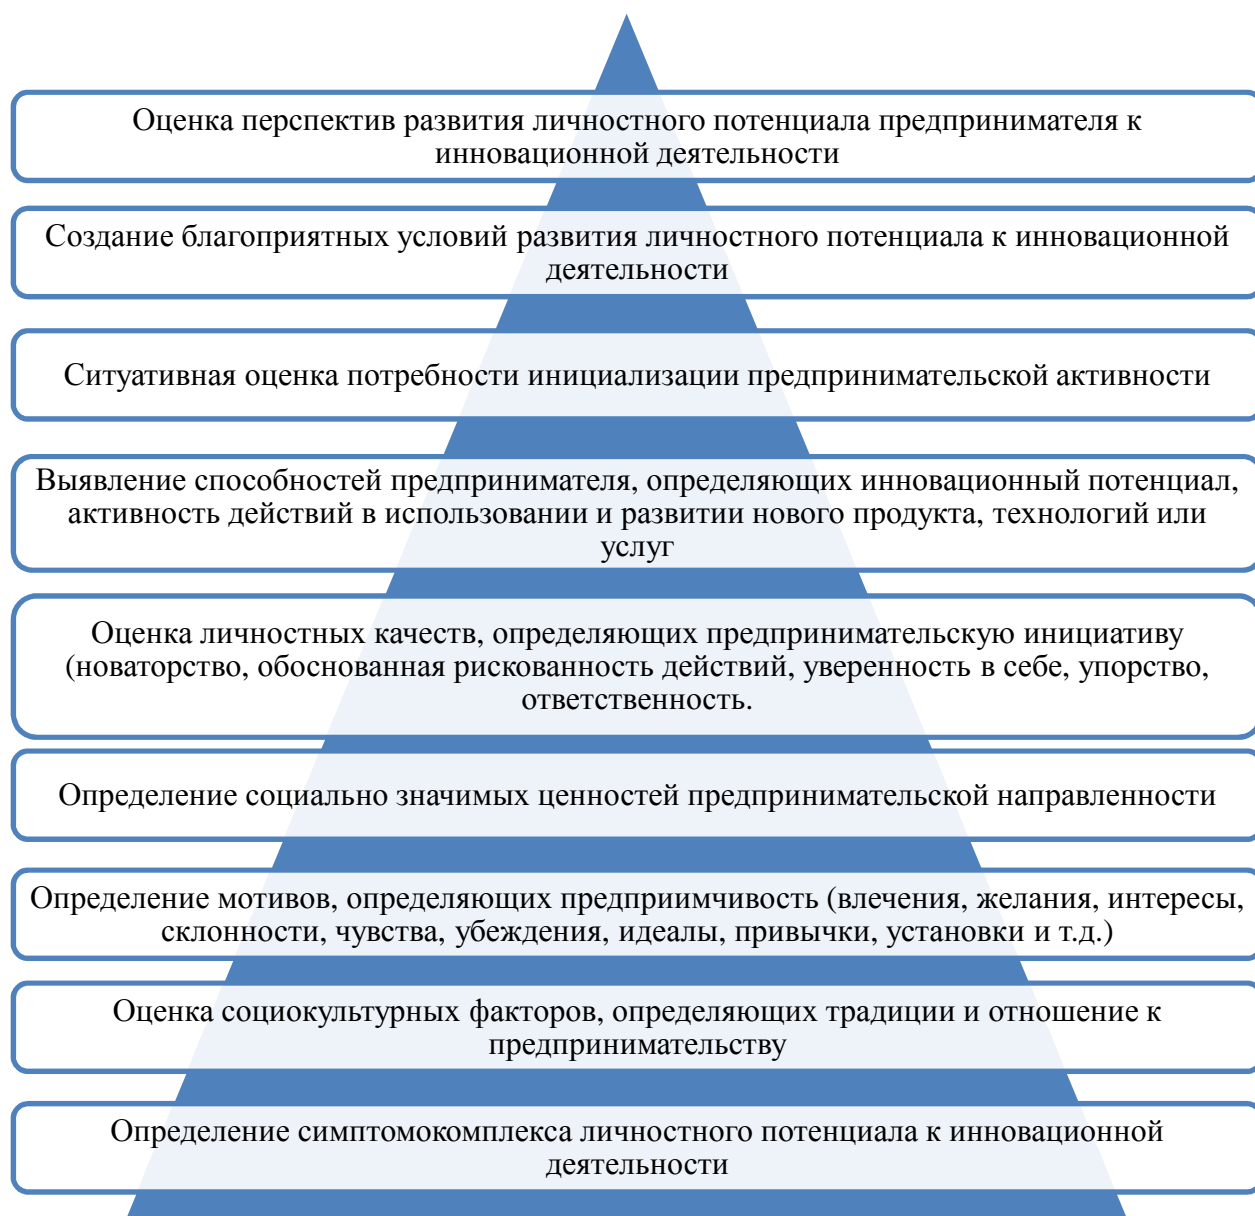 Оценка перспектив развития личностного потенциала предпринимателя к
инновационной деятельности
Создание благоприятных условий развития личностного потенциала к инновационной
деятельности
Ситуативная оценка потребности инициализации предпринимательской активности
Выявление способностей предпринимателя, определяющих инновационный потенциал,
активность действий в использовании и развитии нового продукта, технологий или
услуг
Оценка личностных качеств, определяющих предпринимательскую инициативу
(новаторство, обоснованная рискованность действий, уверенность в себе, упорство,
ответственность.
Определение социально значимых ценностей предпринимательской направленности
Определение мотивов, определяющих предприимчивость (влечения, желания, интересы,
склонности, чувства, убеждения, идеалы, привычки, установки и т.д.)
Оценка социокультурных факторов, определяющих традиции и отношение к
предпринимательству
Определение симптомокомплекса личностного потенциала к инновационной
деятельности